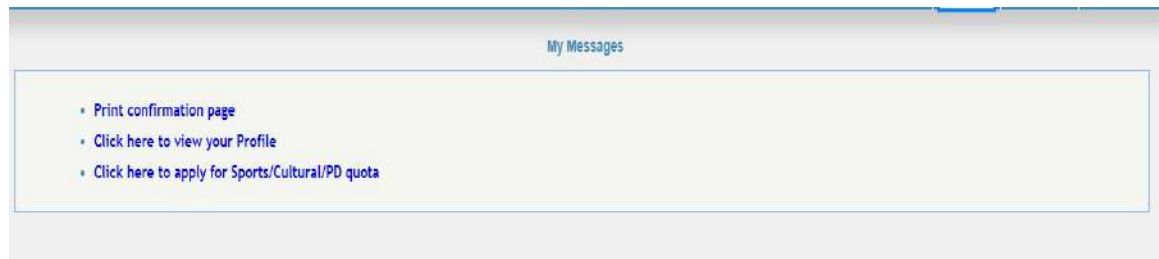 My Messages
Print confirmation page
Click here to view your Profile
Click here to apply for Sports/Cultural/PD quota